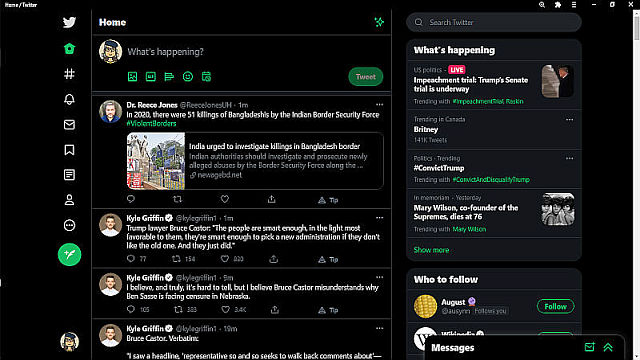 Home / Twitter
Home
Search Twitter
What's happening?
Tweet
Dr. Reece Jones @ReeceJonesUH · 1m
In 2020, there were 51 killings of Bangladeshis by the Indian Border Security Force
#ViolentBorders
India urged to investigate killings in Bangladesh border
Indian authorities should investigate and prosecute newly
alleged abuses by the Border Security Force along the ...
newagebd.net
Tip
Kyle Griffin @kylegriffin1 · 1m
Trump lawyer Bruce Castor: "The people are smart enough, in the light most
favorable to them, they're smart enough to pick a new administration if they don't
like the old one. And they just did."
77 154 820 Tip
Kyle Griffin @kylegriffin1 · 9m
I believe, and truly, it's hard to tell, but I believe Bruce Castor misunderstands why
Ben Sasse is facing censure in Nebraska.
105 333 3.4K Tip
Kyle Griffin @kylegriffin1 · 19m
Bruce Castor. Verbatim:
"I saw a headline, 'representative so and so seeks to walk back comments about'—
What's happening
US politics · LIVE
Impeachment trial: Trump's Senate
trial is underway
Trending with #ImpeachmentTrial, Raskin
Trending in Canada
Britney
141K Tweets
Politics · Trending
#ConvictTrump
Trending with #ConvictAndDisqualifyTrump
In memoriam · Yesterday
Mary Wilson, co-founder of the
Supremes, dies at 76
Trending with Mary Wilson
Show more
Who to follow
August
@ausynn Follows you
Follow
Wikipedia
Messages